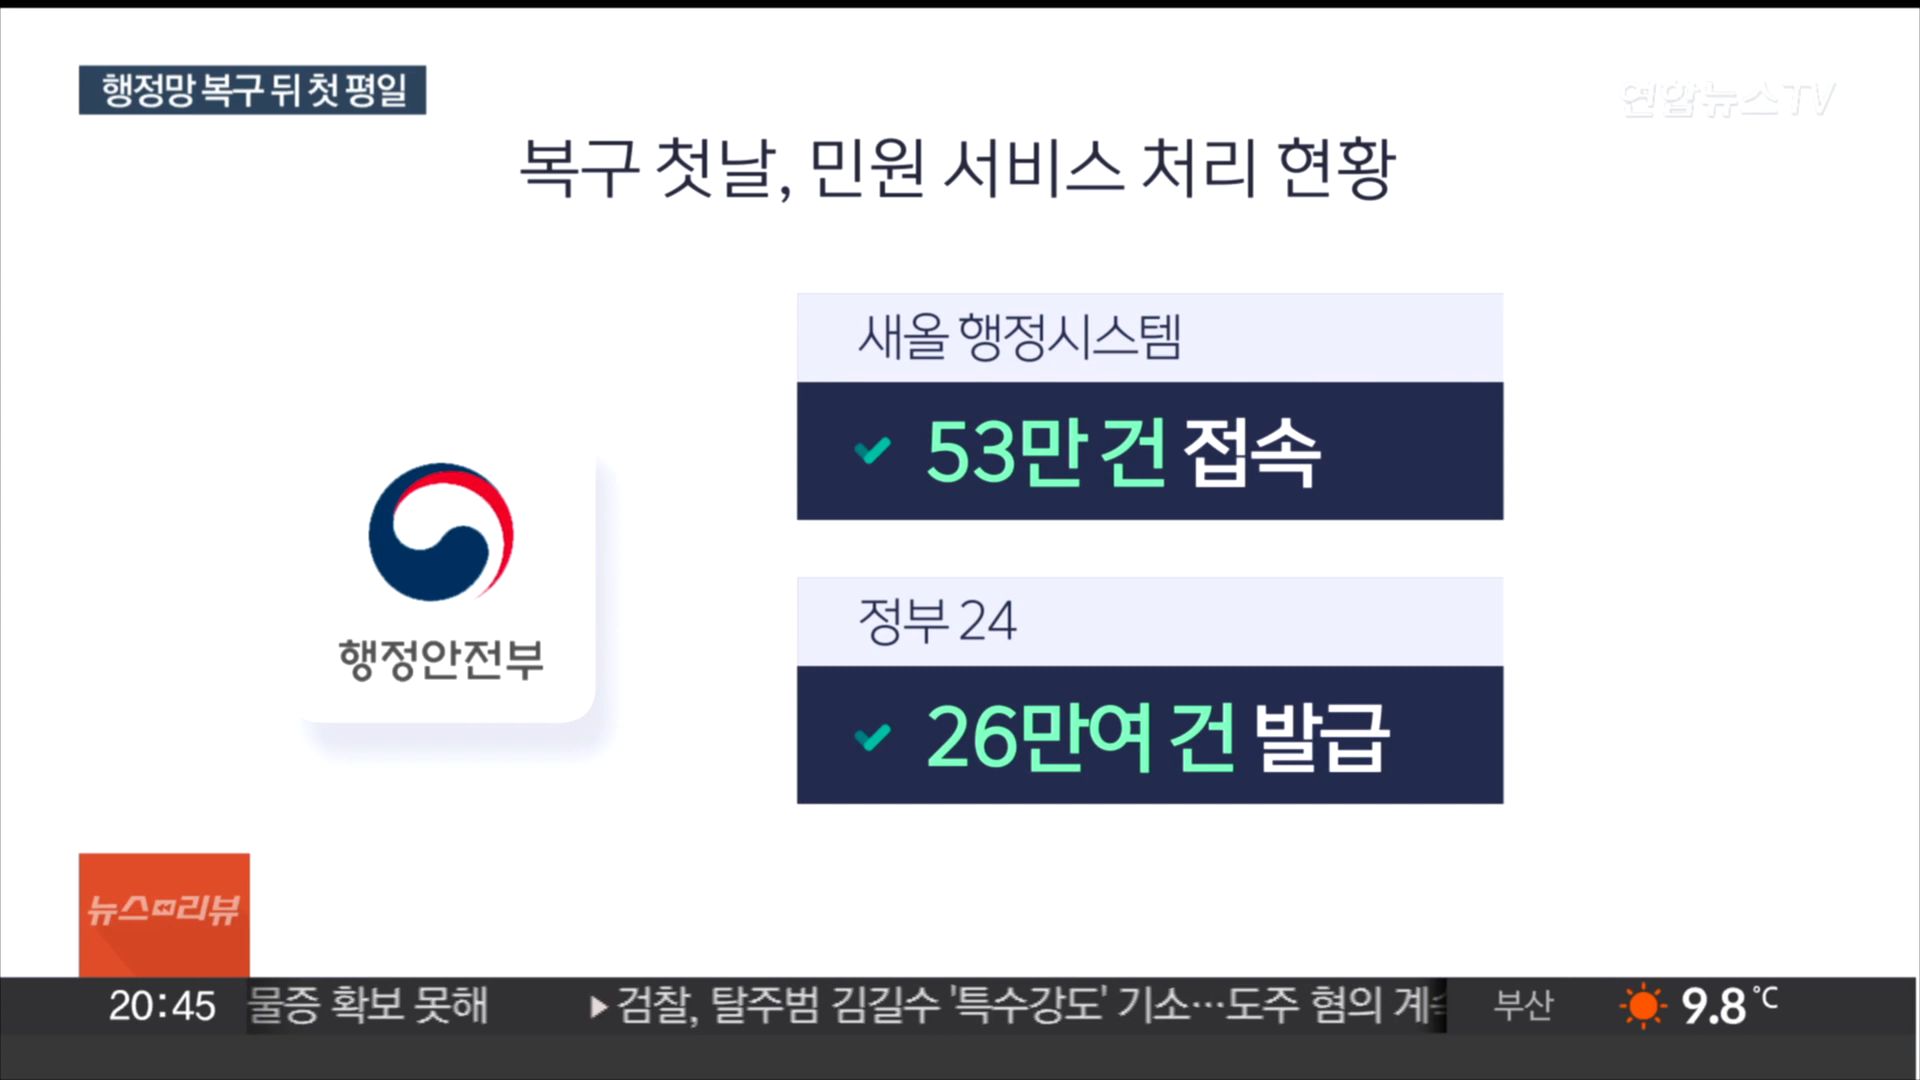 행정망 복구 뒤 첫 평일
연합뉴스TV
복구 첫날, 민원 서비스 처리 현황
새올 행정시스템
53만 건 접속
정부 24
26만여 건 발급
행정안전부
뉴스리뷰
20:45 물증 확보 못해 ▶검찰, 탈주범 김길수 '특수강도' 기소…도주 혐의 부산 9.8℃